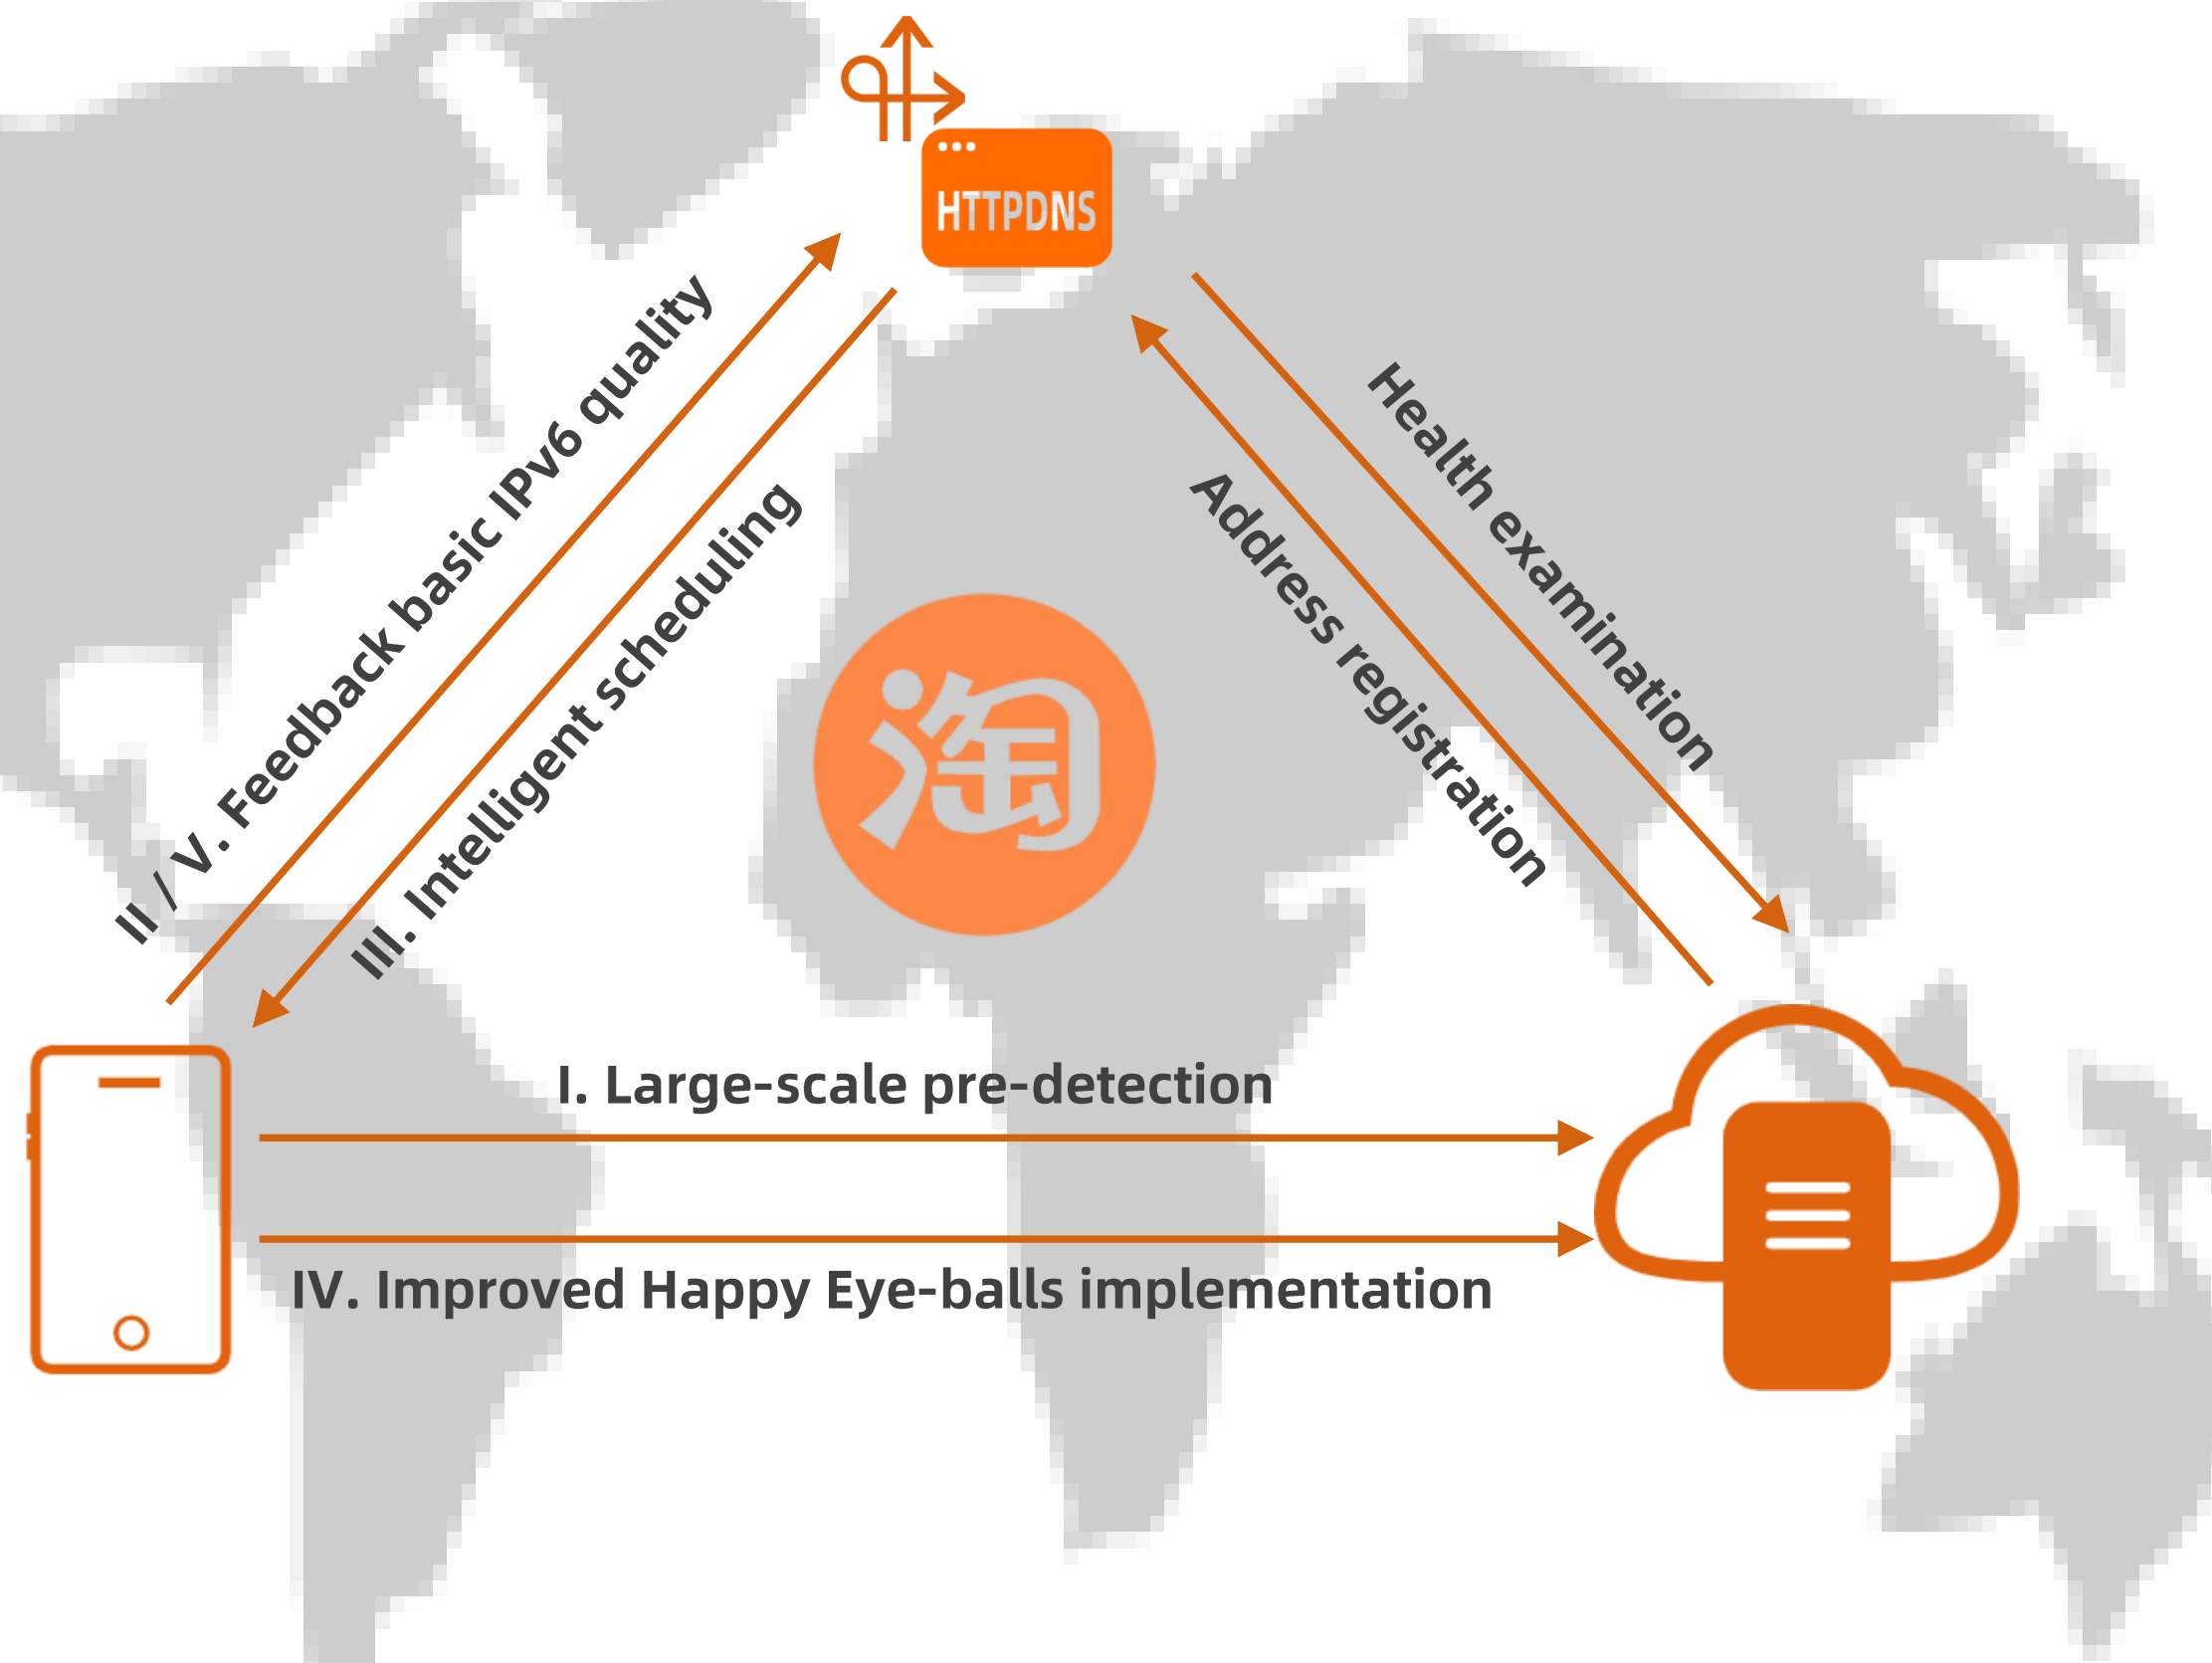 HTTPDNS
II/V. Feedback basic IPv6 quality
III. Intelligent scheduling
Health examination
Address registration
淘
I. Large-scale pre-detection
IV. Improved Happy Eye-balls implementation